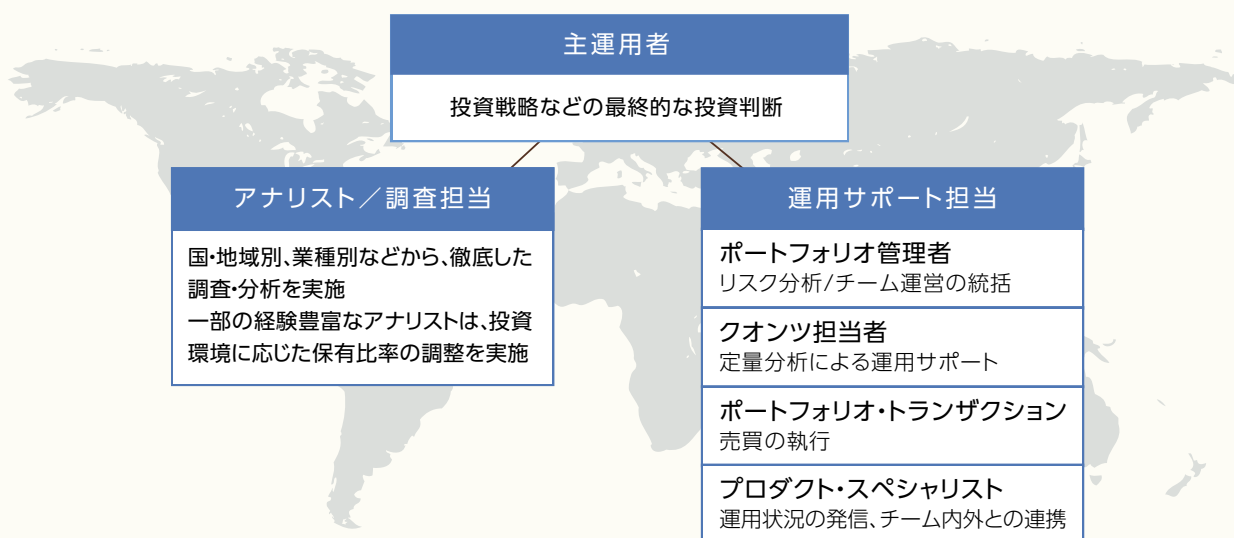 主運用者
投資戦略などの最終的な投資判断
アナリスト／調査担当
国・地域別、業種別などから、徹底した
調査・分析を実施
一部の経験豊富なアナリストは、投資
環境に応じた保有比率の調整を実施
運用サポート担当
ポートフォリオ管理者
リスク分析/チーム運営の統括
クオンツ担当者
定量分析による運用サポート
ポートフォリオ・トランザクション
売買の執行
プロダクト・スペシャリスト
運用状況の発信、チーム内外との連携